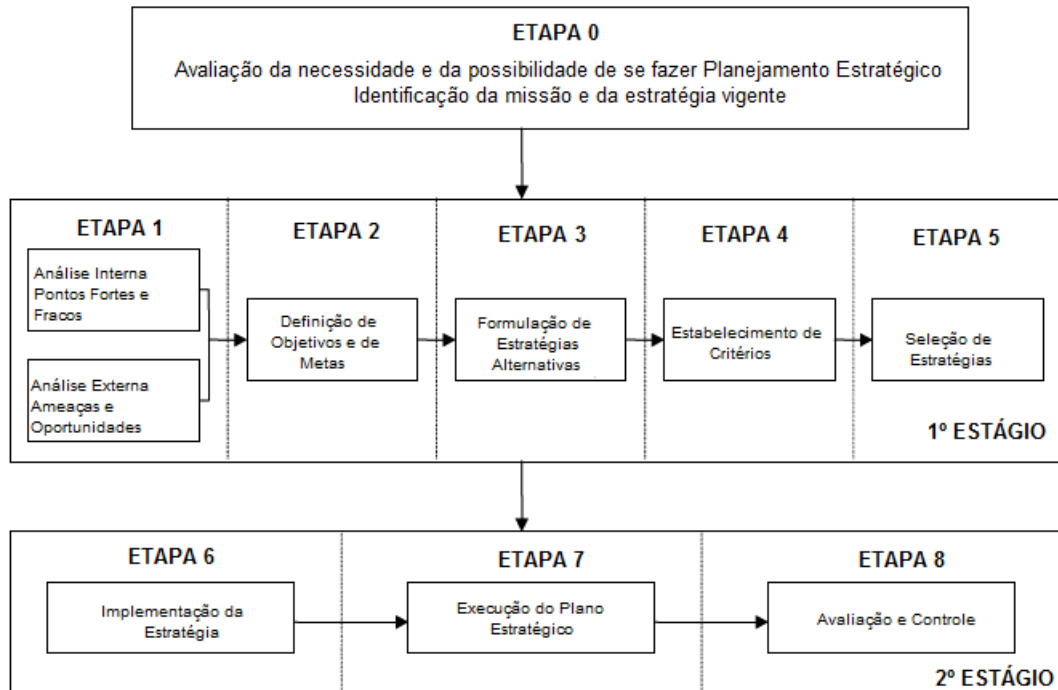 ETAPA 0
Avaliação da necessidade e da possibilidade de se fazer Planejamento Estratégico
Identificação da missão e da estratégia vigente
ETAPA 1
Análise Interna
Pontos Fortes e
Fracos
Análise Externa
Ameaças e
Oportunidades
ETAPA 2
Definição de
Objetivos e de
Metas
ETAPA 3
Formulação de
Estratégias
Alternativas
ETAPA 4
Estabelecimento de
Critérios
ETAPA 5
Seleção de
Estratégias
1º ESTÁGIO
ETAPA 6
Implementação da
Estratégia
ETAPA 7
Execução do Plano
Estratégico
ETAPA 8
Avaliação e Controle
2º ESTÁGIO